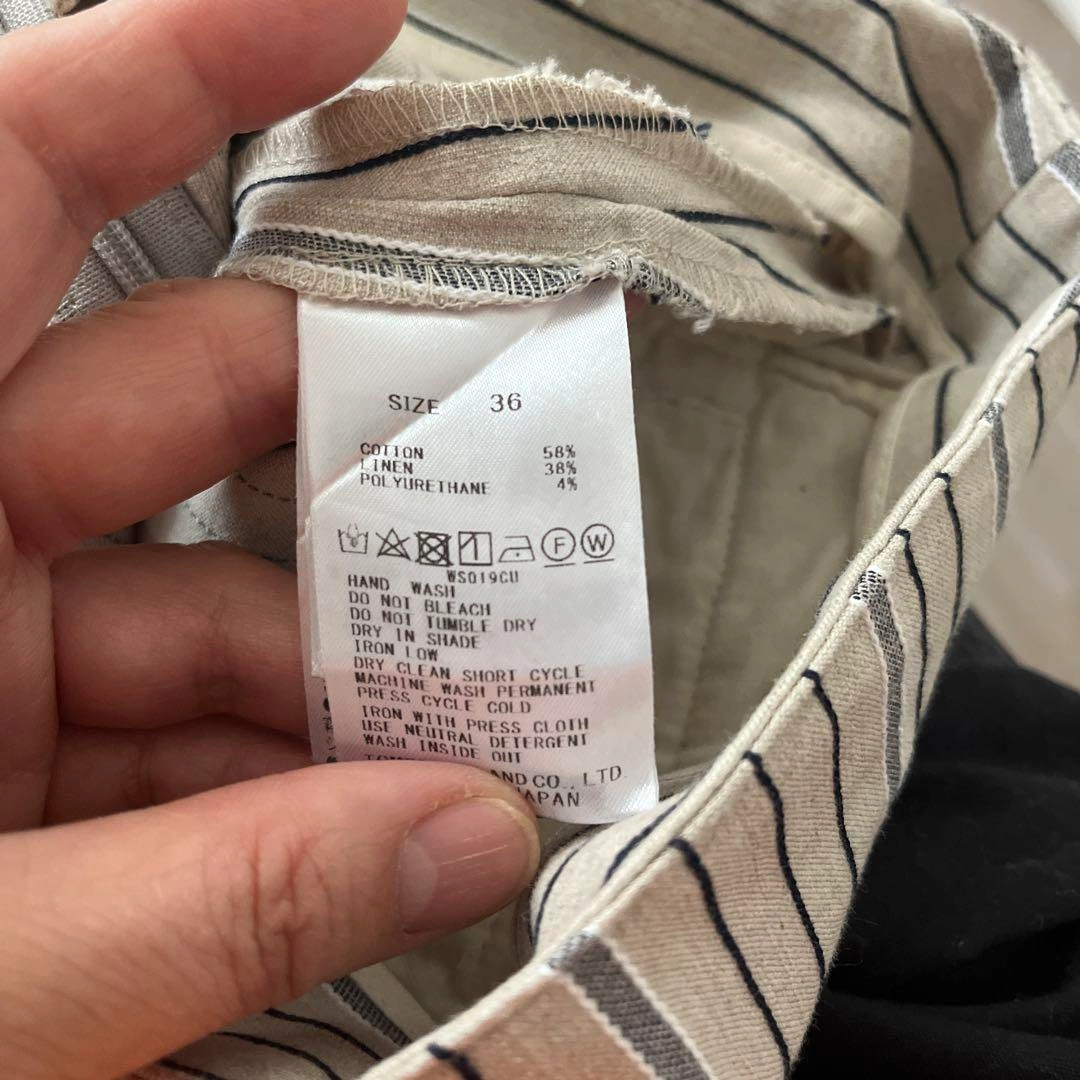 SIZE 36
COTTON 58%
LINEN 38%
POLYURETHANE 4%
F W
WS019CU
HAND WASH
DO NOT BLEACH
DO NOT TUMBLE DRY
DRY IN SHADE
IRON LOW
DRY CLEAN SHORT CYCLE
MACHINE WASH PERMANENT
PRESS CYCLE COLD
IRON WITH PRESS CLOTH
USE NEUTRAL DETERGENT
WASH INSIDE OUT
AND CO., LTD.
JAPAN